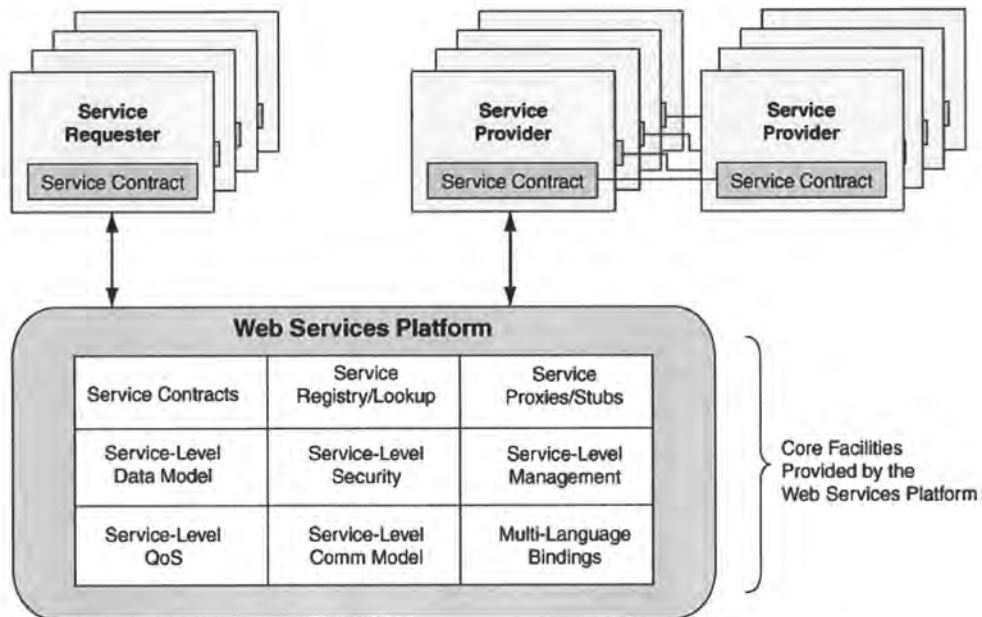 Service
Requester
Service Contract
Service
Provider
Service Contract
Service
Provider
Service Contract
Web Services Platform
Service Contracts
Service
Registry/Lookup
Service
Proxies/Stubs
Service-Level
Data Model
Service-Level
Security
Service-Level
Management
Service-Level
QoS
Service-Level
Comm Model
Multi-Language
Bindings
Core Facilities
Provided by the
Web Services Platform